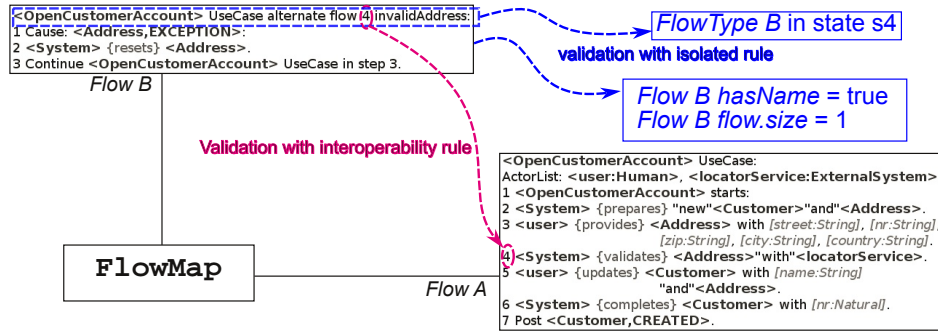 <OpenCustomerAccount> UseCase alternate flow 4 invalidAddress:
1 Cause: <Address,EXCEPTION>:
2 <System> {resets} <Address>.
3 Continue <OpenCustomerAccount> UseCase in step 3.
Flow B
FlowType B in state s4
validation with isolated rule
Flow B hasName = true
Flow B flow.size = 1
Validation with interoperability rule
<OpenCustomerAccount> UseCase:
ActorList: <user:Human>, <locatorService:ExternalSystem>
1 <OpenCustomerAccount> starts:
2 <System> {prepares} "new"<Customer>"and"<Address>.
3 <user> {provides} <Address> with [street:String], [nr:String],
[zip:String], [city:String], [country:String].
4 <System> {validates} <Address>"with"<locatorService>.
5 <user> {updates} <Customer> with [name:String]
"and"<Address>.
6 <System> {completes} <Customer> with [nr:Natural].
7 Post <Customer,CREATED>.
FlowMap
Flow A